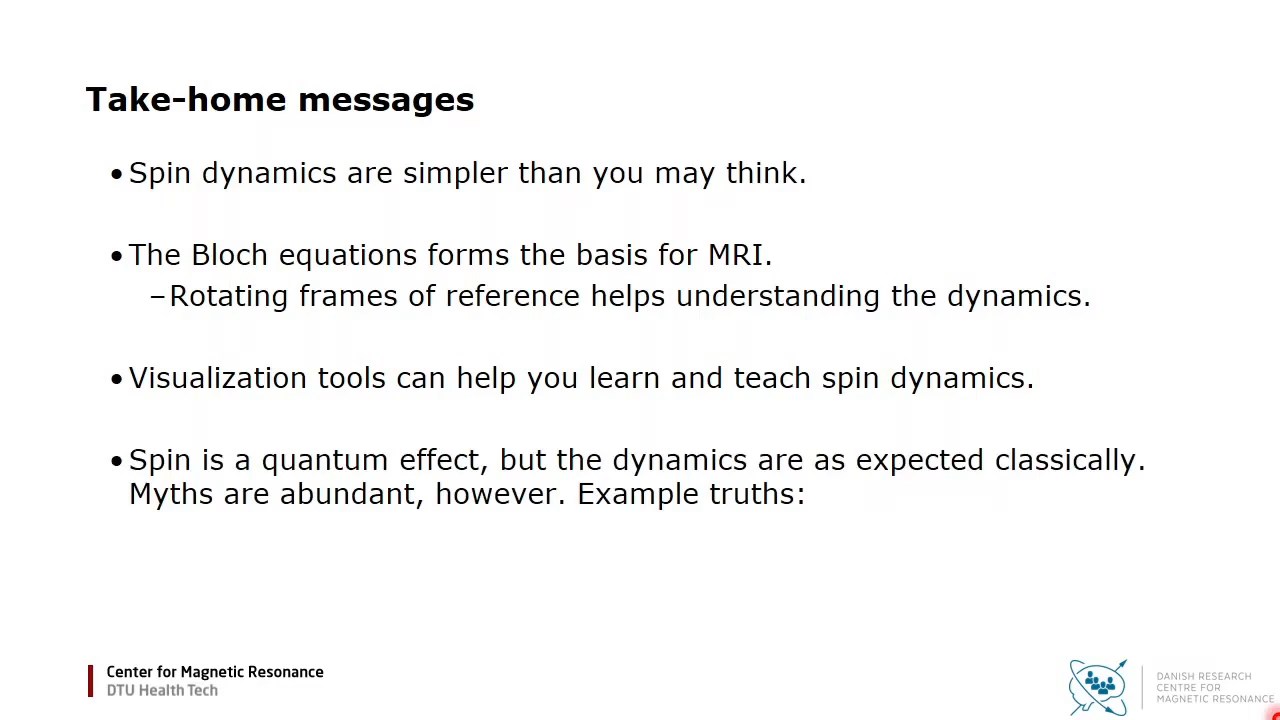 Take-home messages
•Spin dynamics are simpler than you may think.
•The Bloch equations forms the basis for MRI.
–Rotating frames of reference helps understanding the dynamics.
•Visualization tools can help you learn and teach spin dynamics.
•Spin is a quantum effect, but the dynamics are as expected classically.
Myths are abundant, however. Example truths:
Center for Magnetic Resonance
DTU Health Tech
DANISH RESEARCH
CENTRE FOR
MAGNETIC RESONANCE